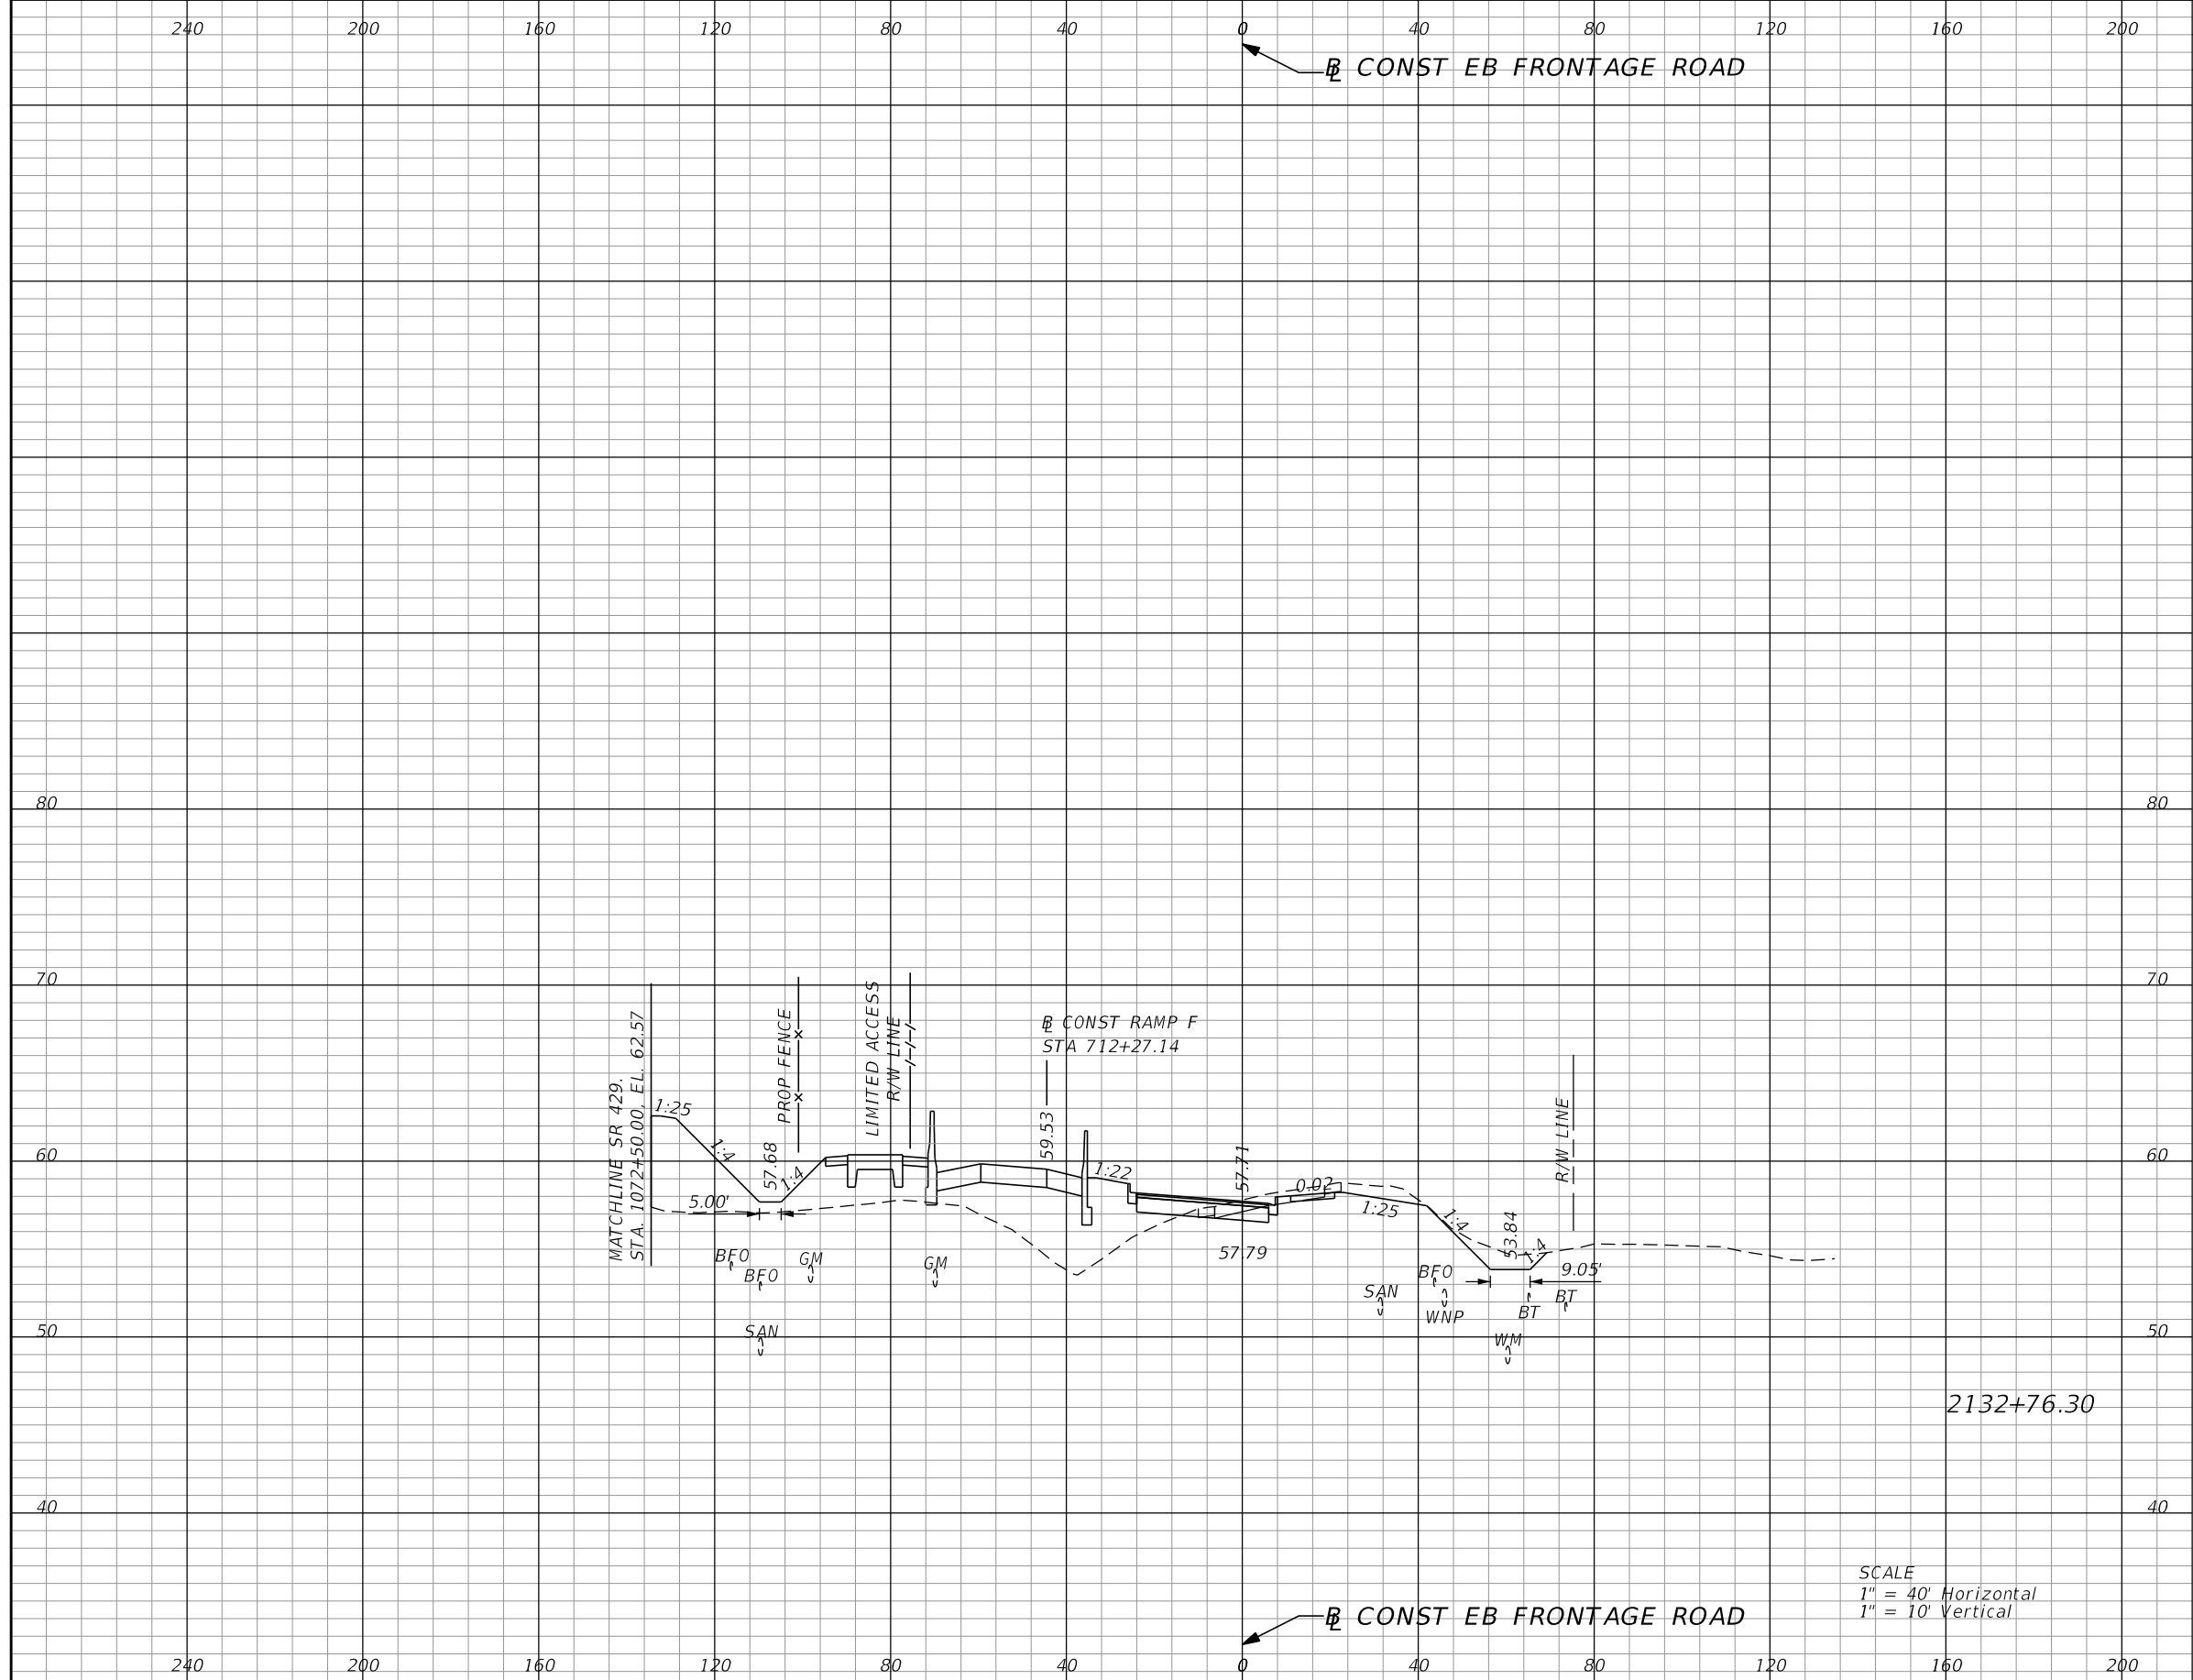 240 200 160 120 80 40 0 40 80 120 160 200
B L CONST EB FRONTAGE ROAD
80 80
70 70
MATCHLINE SR 429.
STA. 1072+50.00, EL. 62.57
PROP FENCE
LIMITED ACCESS
R/W LINE
B L CONST RAMP F
STA 712+27.14
59.53
R/W LINE
1:25
1:4
57.68
1:4
60 60
1:22
57.71
0.02
1:25
1:4
53.84
1:4
5.00'
57.79
9.05'
BFO
BFO
GM
GM
SAN
SAN
BFO
WNP
BT
BT
WM
50 50
2132+76.30
40 40
SCALE
1" = 40' Horizontal
1" = 10' Vertical
B L CONST EB FRONTAGE ROAD
240 200 160 120 80 40 0 40 80 120 160 200